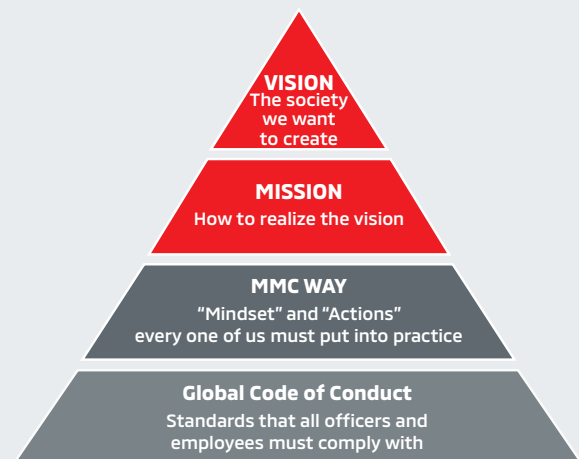 VISION
The society
we want
to create
MISSION
How to realize the vision
MMC WAY
“Mindset” and “Actions”
every one of us must put into practice
Global Code of Conduct
Standards that all officers and
employees must comply with